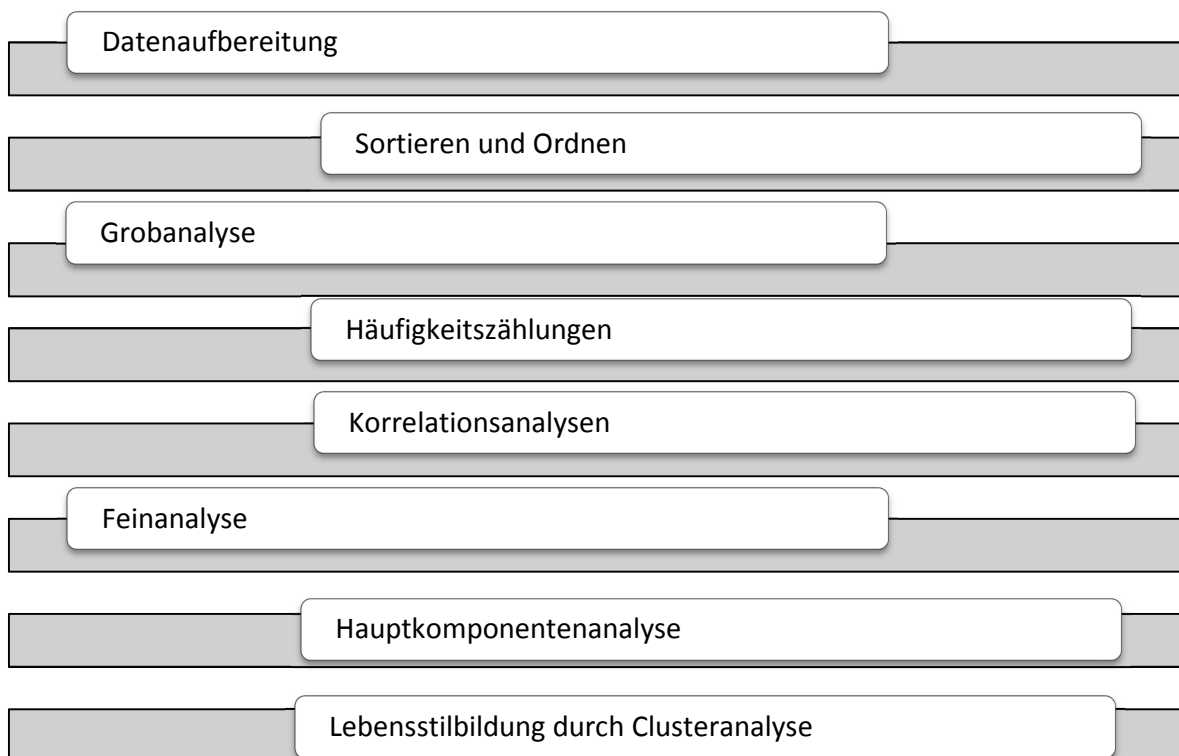 Datenaufbereitung
Sortieren und Ordnen
Grobanalyse
Häufigkeitszählungen
Korrelationsanalysen
Feinanalyse
Hauptkomponentenanalyse
Lebensstilbildung durch Clusteranalyse